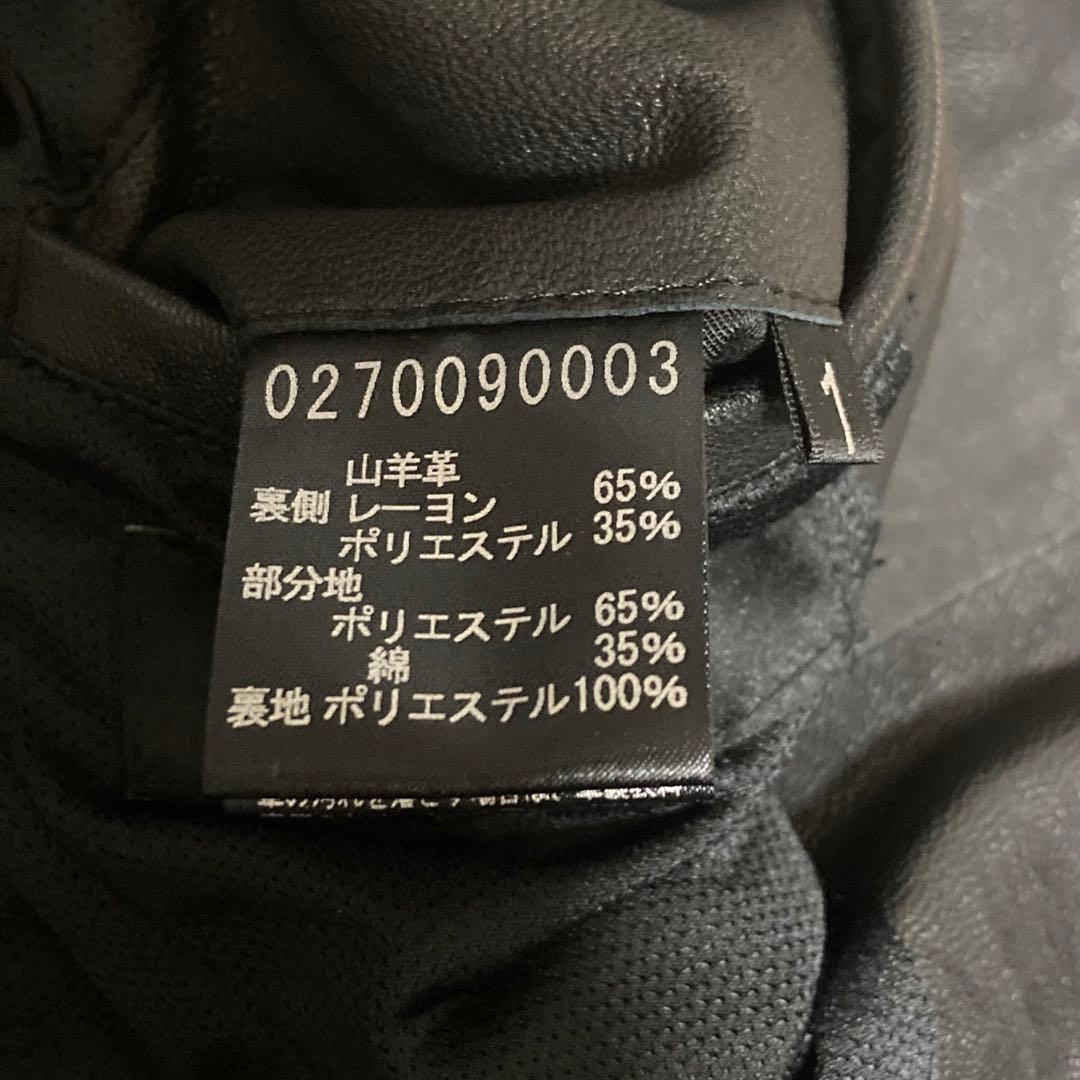 0270090003
1
山羊革
裏側 レーヨン 65%
ポリエステル 35%
部分地
ポリエステル 65%
綿 35%
裏地 ポリエステル100%